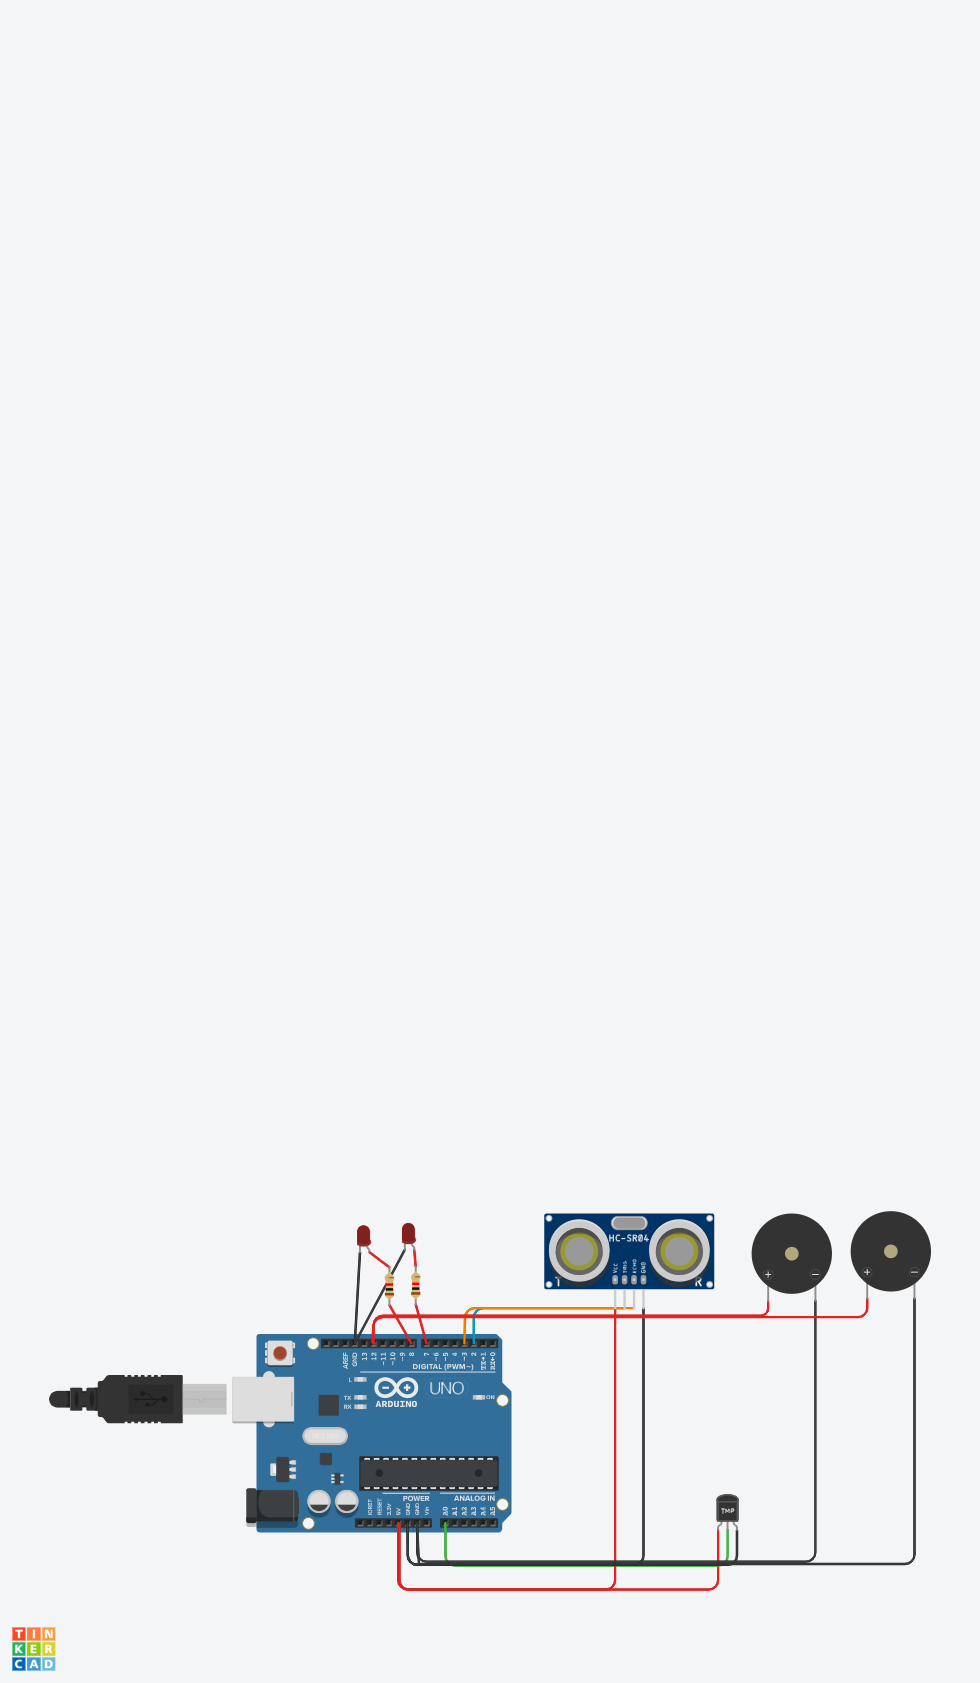 HC-SR04
VCC
TRIG
ECHO
GND
T
R
+
−
+
−
AREF
GND
13
12
~11
~10
~9
8
7
~6
~5
4
~3
2
TX→1
RX←0
DIGITAL (PWM~)
L
UNO
TX
RX
ARDUINO
ON
POWER
ANALOG IN
IOREF
RESET
3.3V
5V
GND
GND
Vin
A0
A1
A2
A3
A4
A5
TMP
TIN
KER
CAD